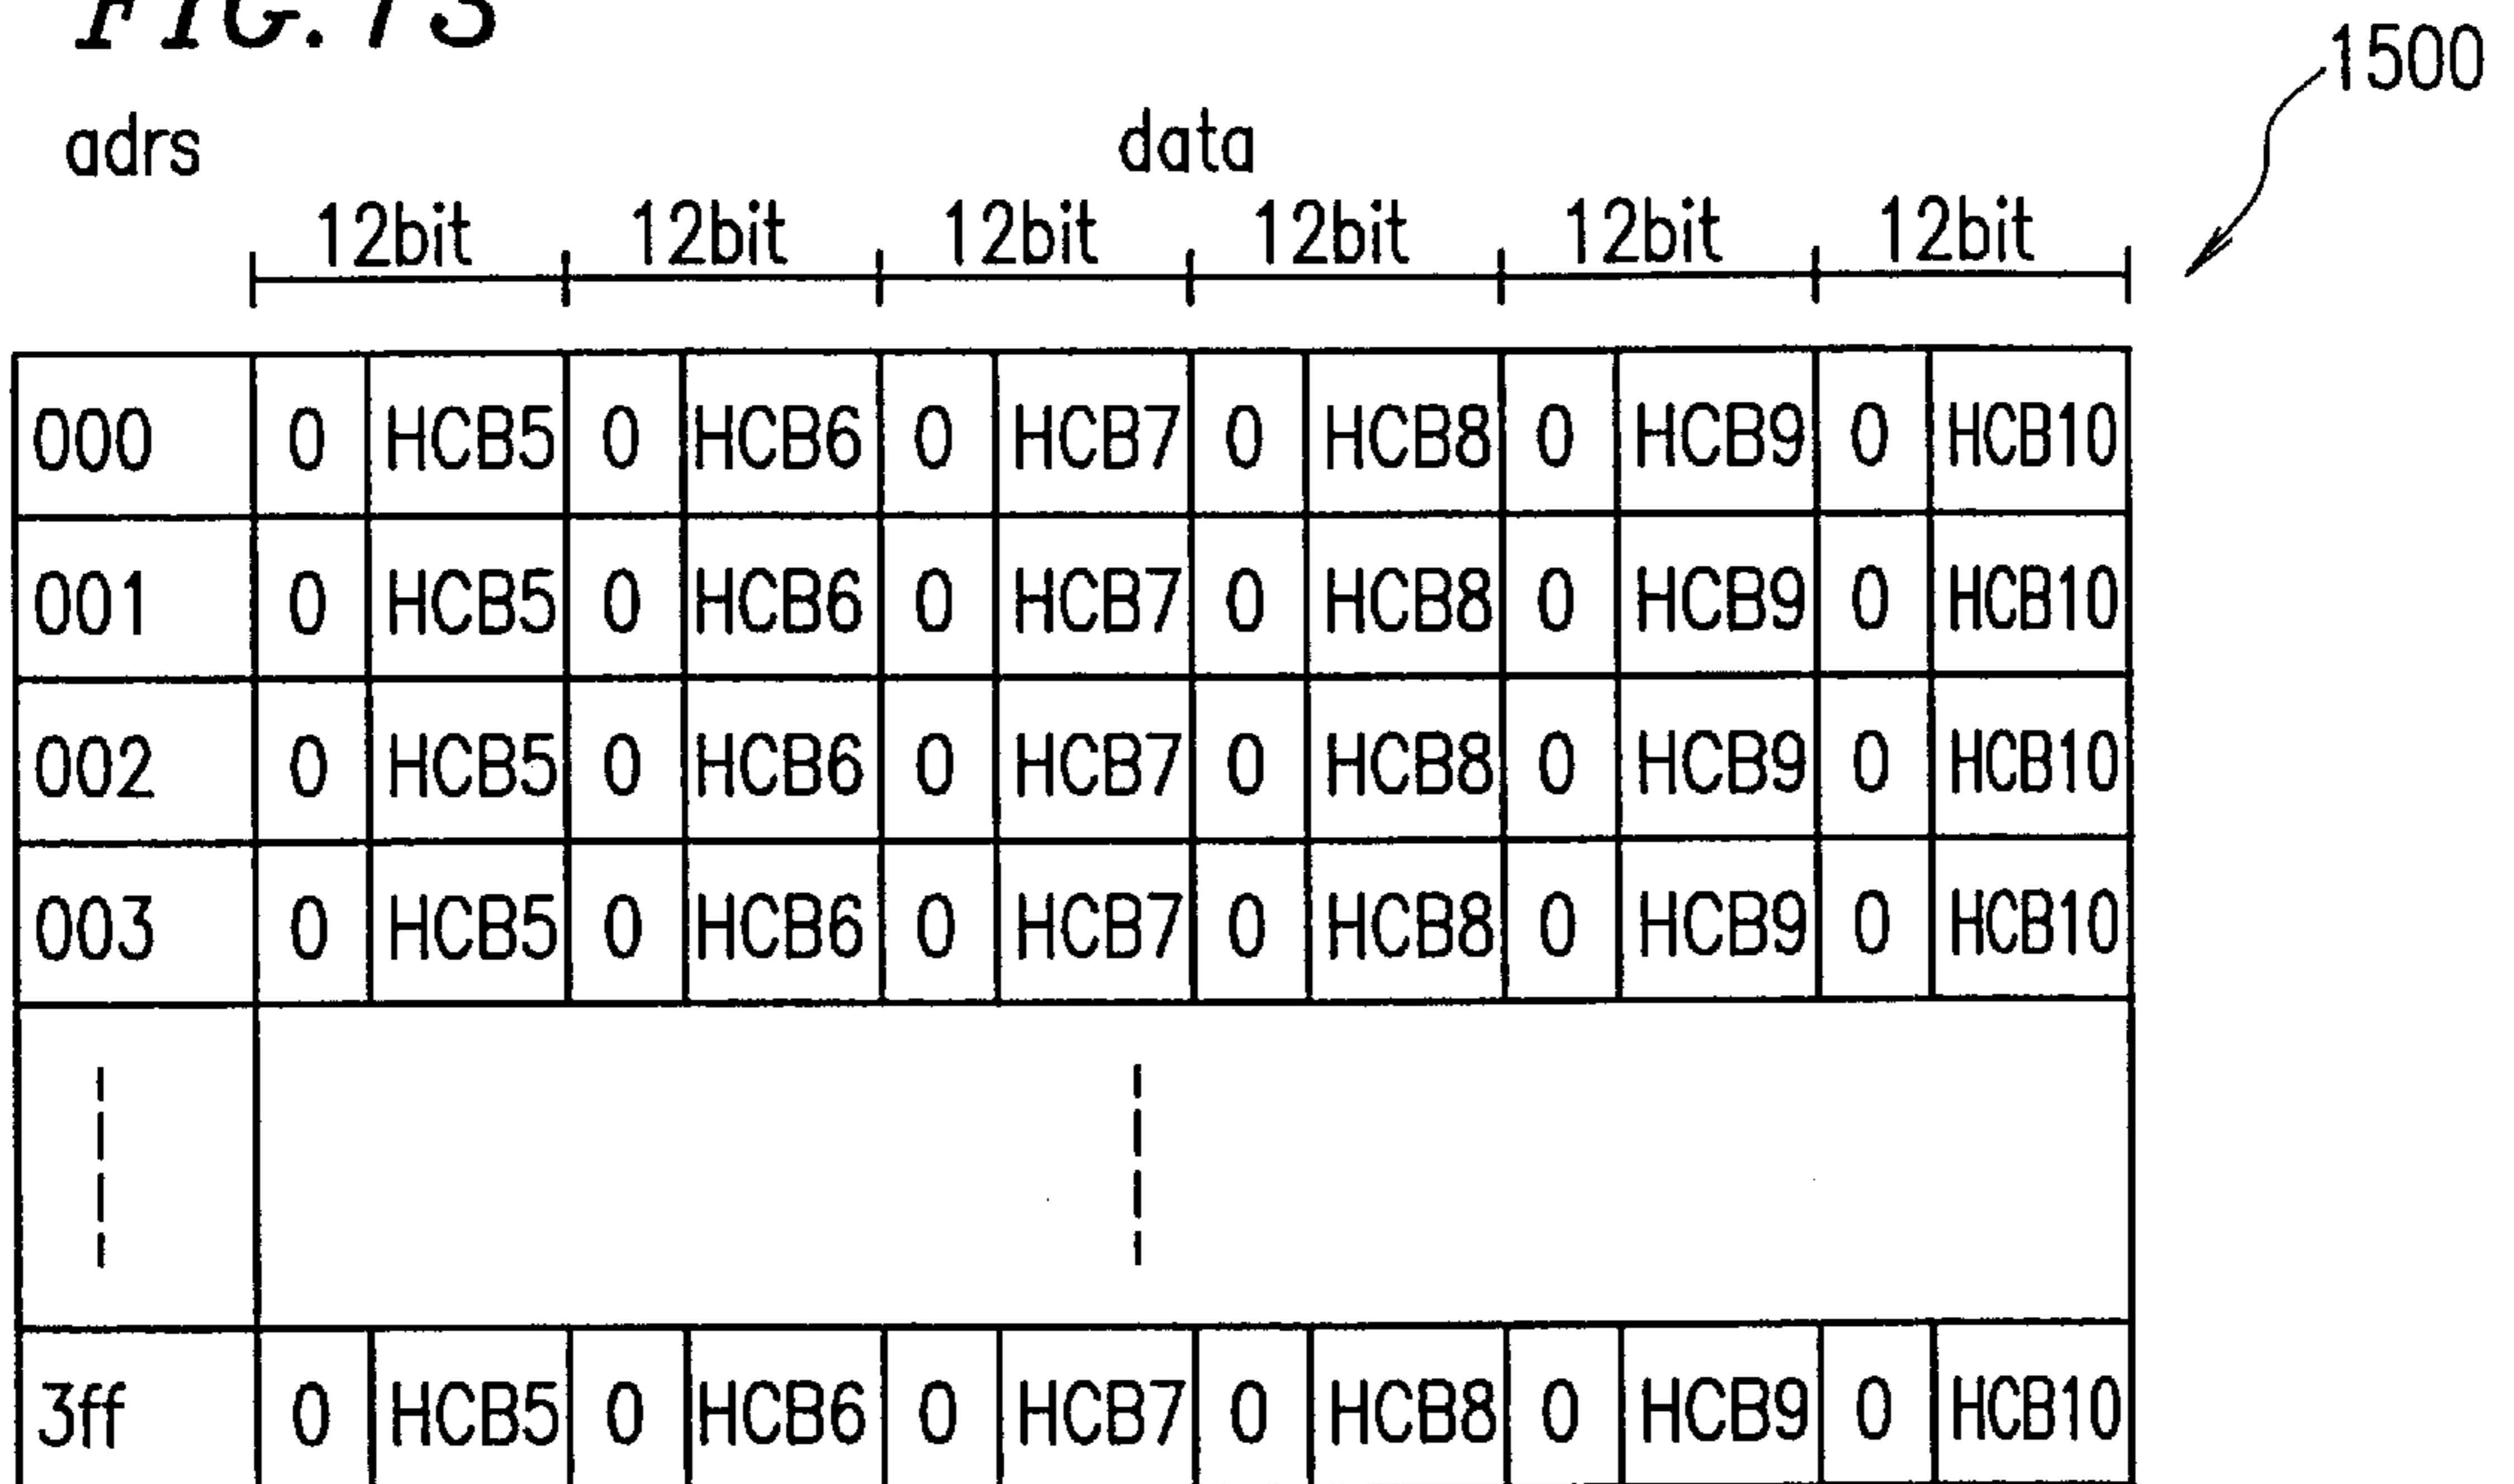 FIG. 13
1500
adrs data
12bit 12bit 12bit 12bit 12bit 12bit
000 0 HCB5 0 HCB6 0 HCB7 0 HCB8 0 HCB9 0 HCB10
001 0 HCB5 0 HCB6 0 HCB7 0 HCB8 0 HCB9 0 HCB10
002 0 HCB5 0 HCB6 0 HCB7 0 HCB8 0 HCB9 0 HCB10
003 0 HCB5 0 HCB6 0 HCB7 0 HCB8 0 HCB9 0 HCB10
3ff 0 HCB5 0 HCB6 0 HCB7 0 HCB8 0 HCB9 0 HCB10